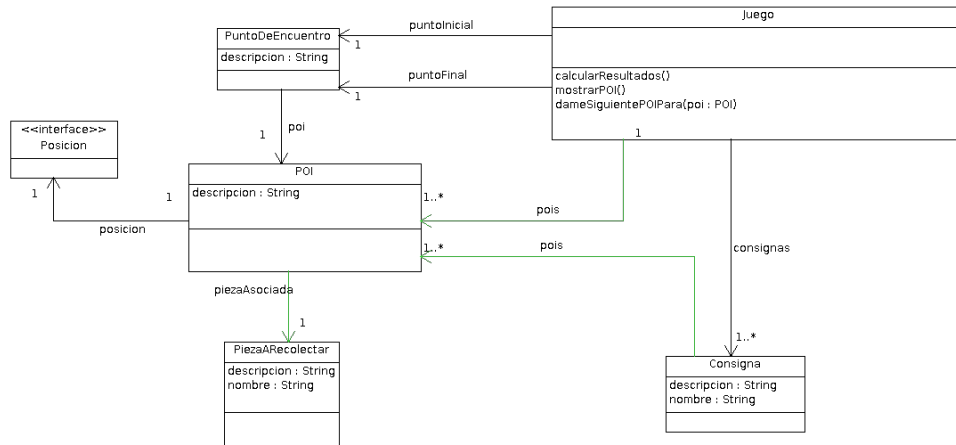 Juego
puntoInicial
1
PuntoDeEncuentro
descripcion : String
puntoFinal
1
calcularResultados()
mostrarPOI()
dameSiguientePOIPara(poi : POI)
poi
1
1
<<interface>>
Posicion
1
1
posicion
POI
descripcion : String
1..*
pois
1..*
pois
consignas
piezaAsociada
1
1..*
PiezaARecolectar
descripcion : String
nombre : String
Consigna
descripcion : String
nombre : String